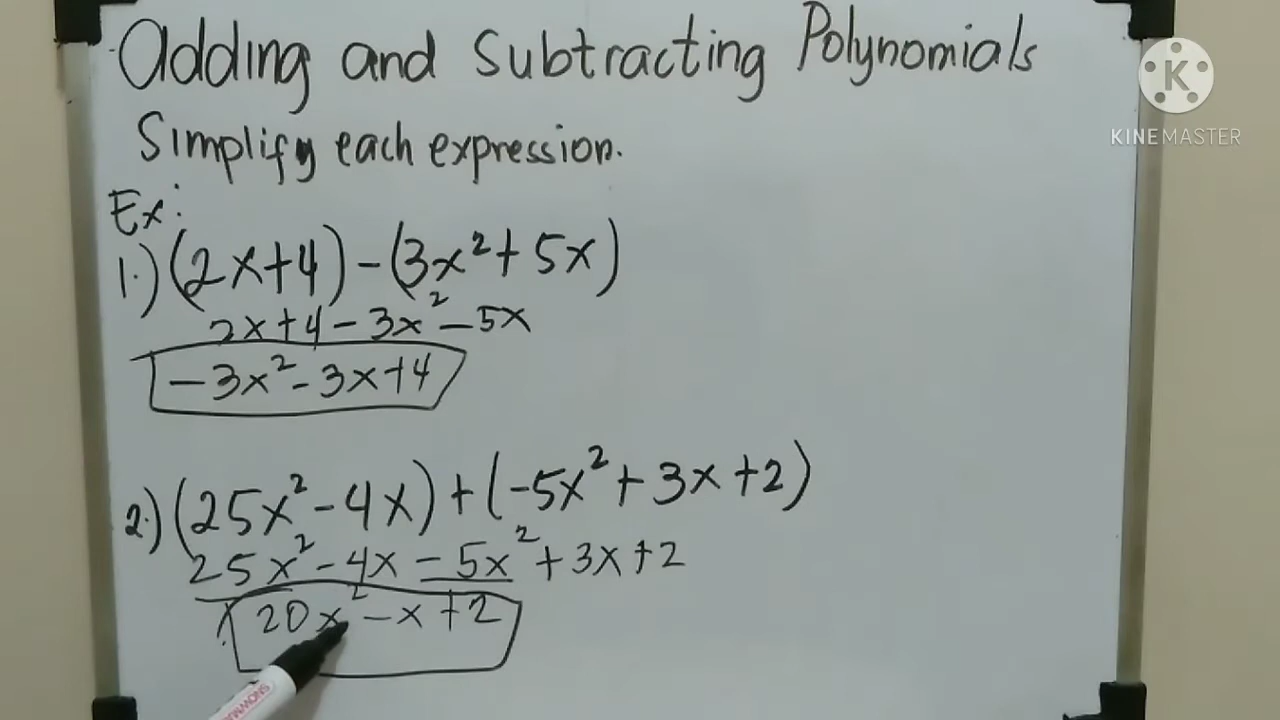 Adding and Subtracting Polynomials
K
KINEMASTER
Simplify each expression.
Ex:
1.) (2x+4) - (3x² + 5x)
2x + 4 - 3x² - 5x
-3x² - 3x + 4
2.) (25x² - 4x) + (-5x² + 3x + 2)
25x² - 4x - 5x² + 3x + 2
20x² - x + 2